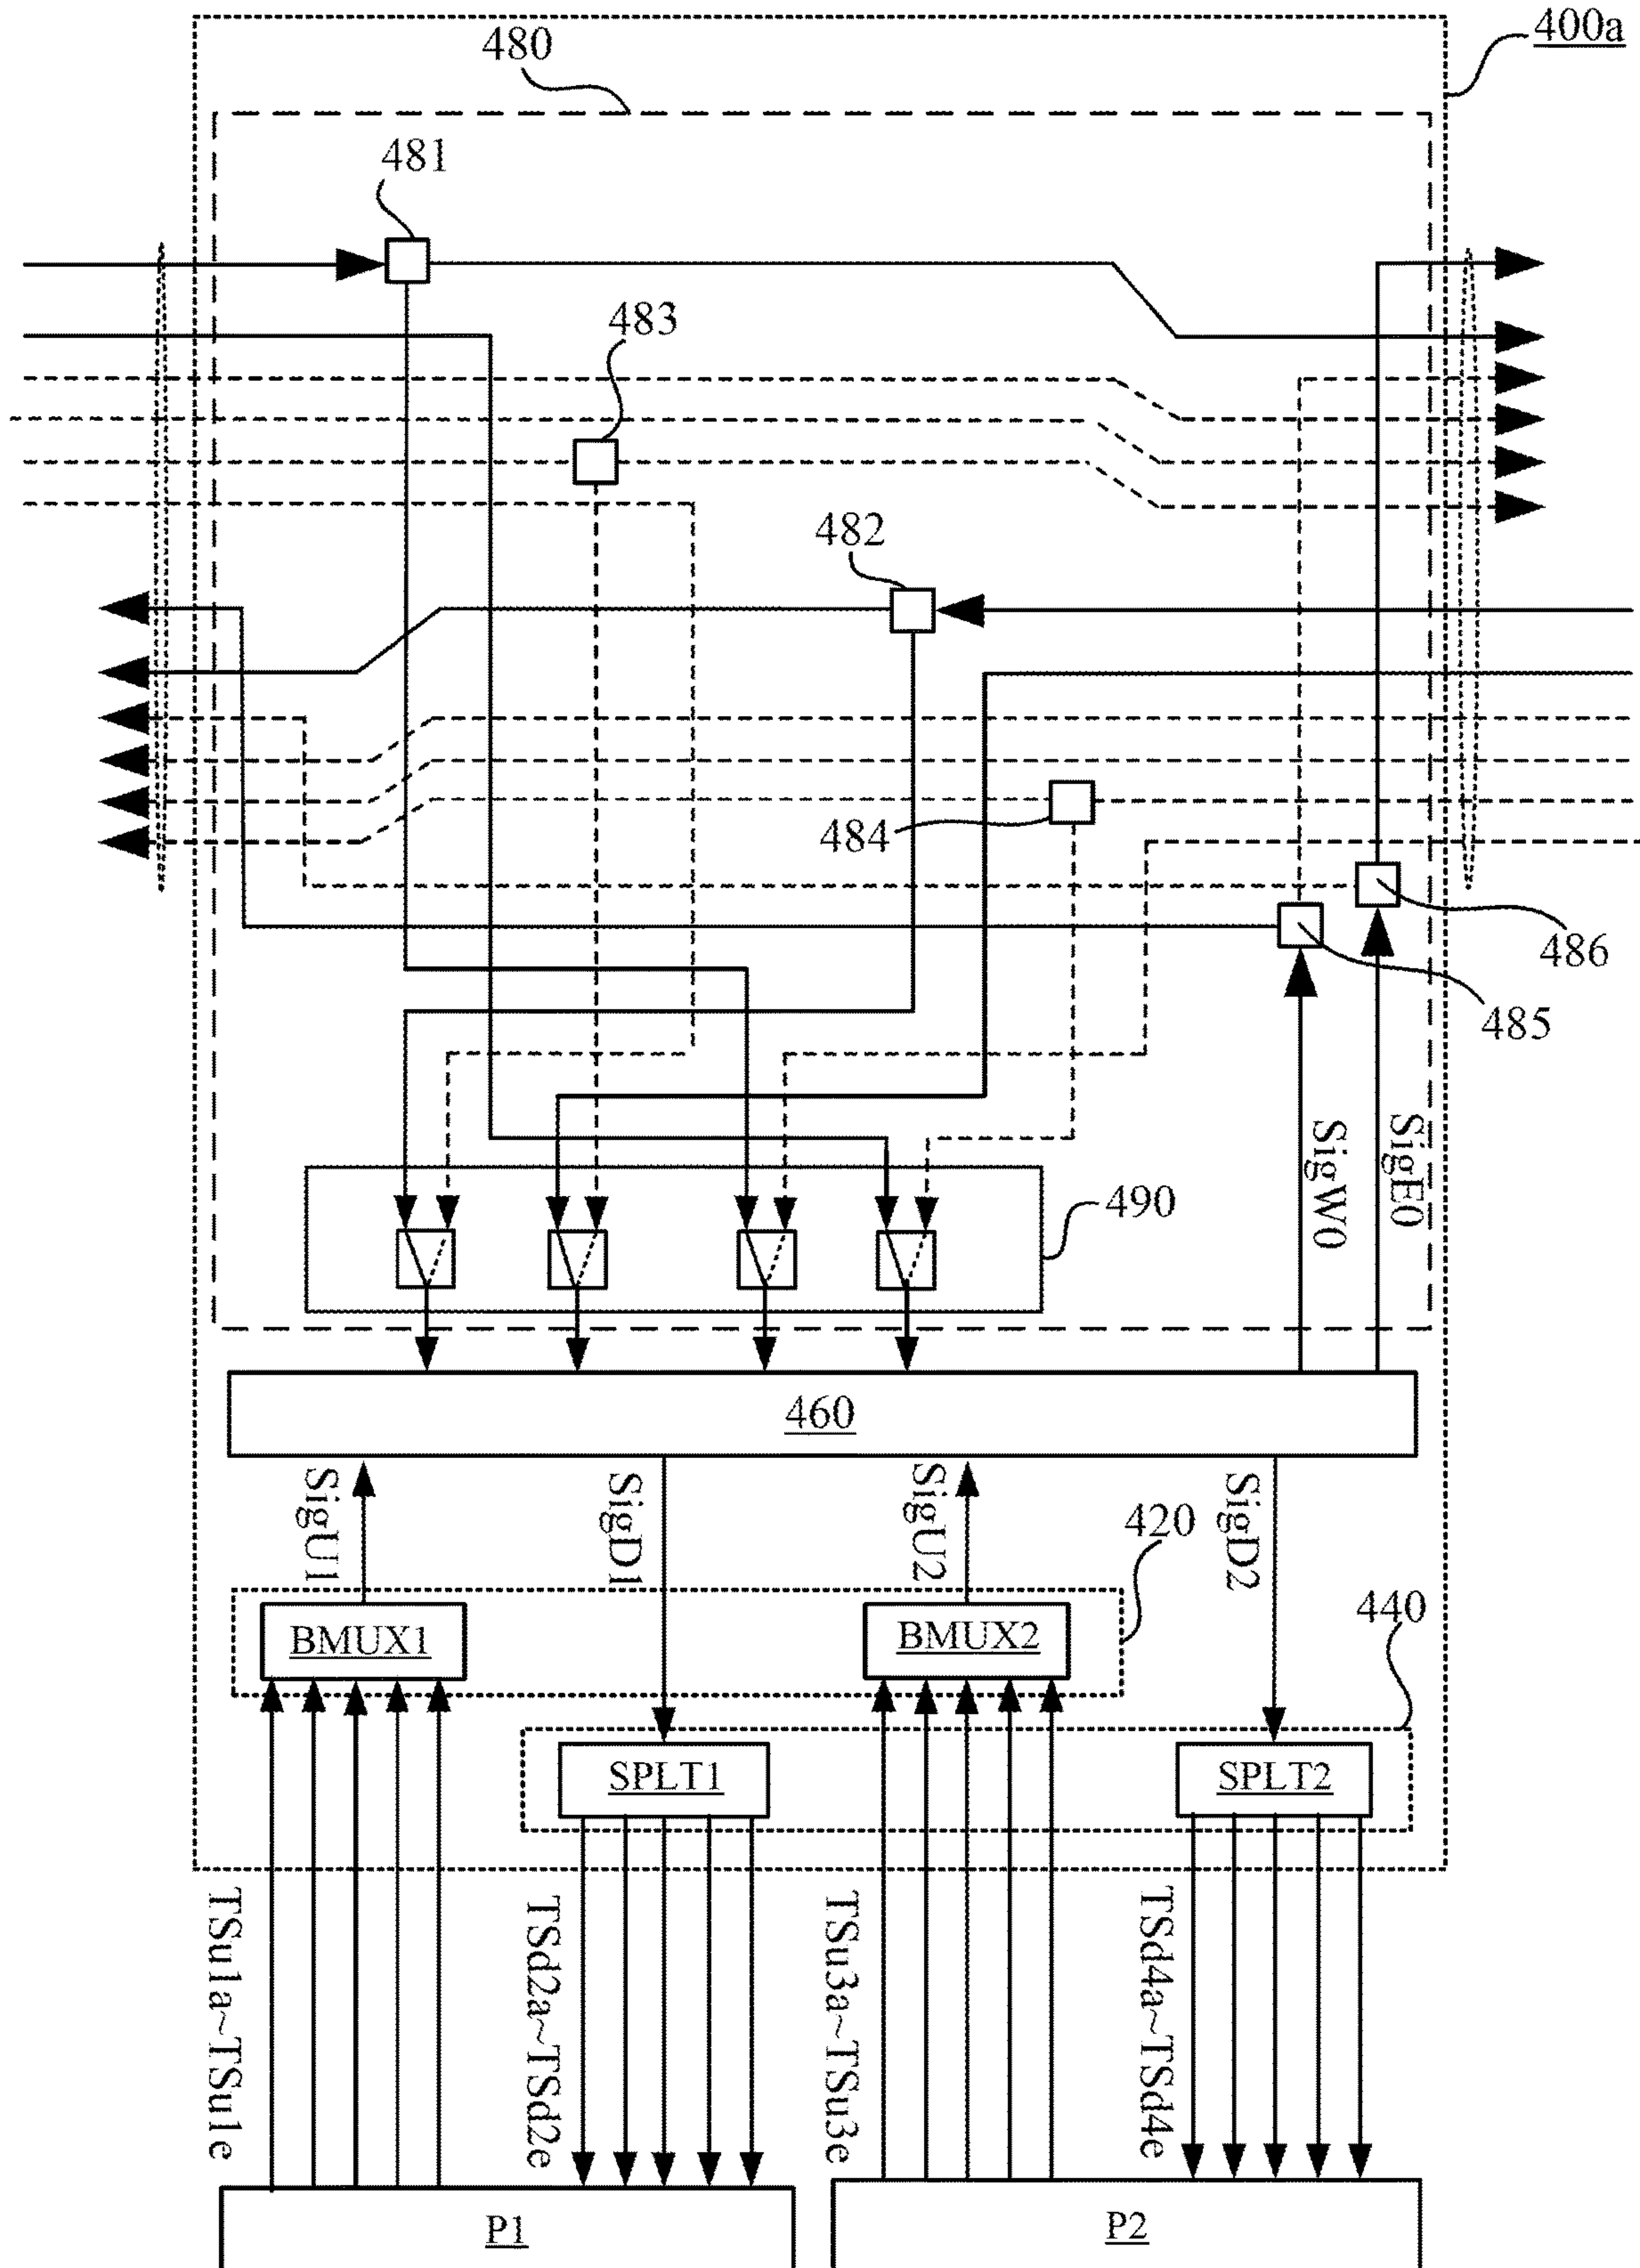 400a
480
481
483
482
484
486
485
SigW0
SigE0
490
460
SigU1
SigD1
SigU2
SigD2
420
440
BMUX1
BMUX2
SPLT1
SPLT2
TSu1a~TSu1e
TSd2a~TSd2e
TSu3a~TSu3e
TSd4a~TSd4e
P1
P2